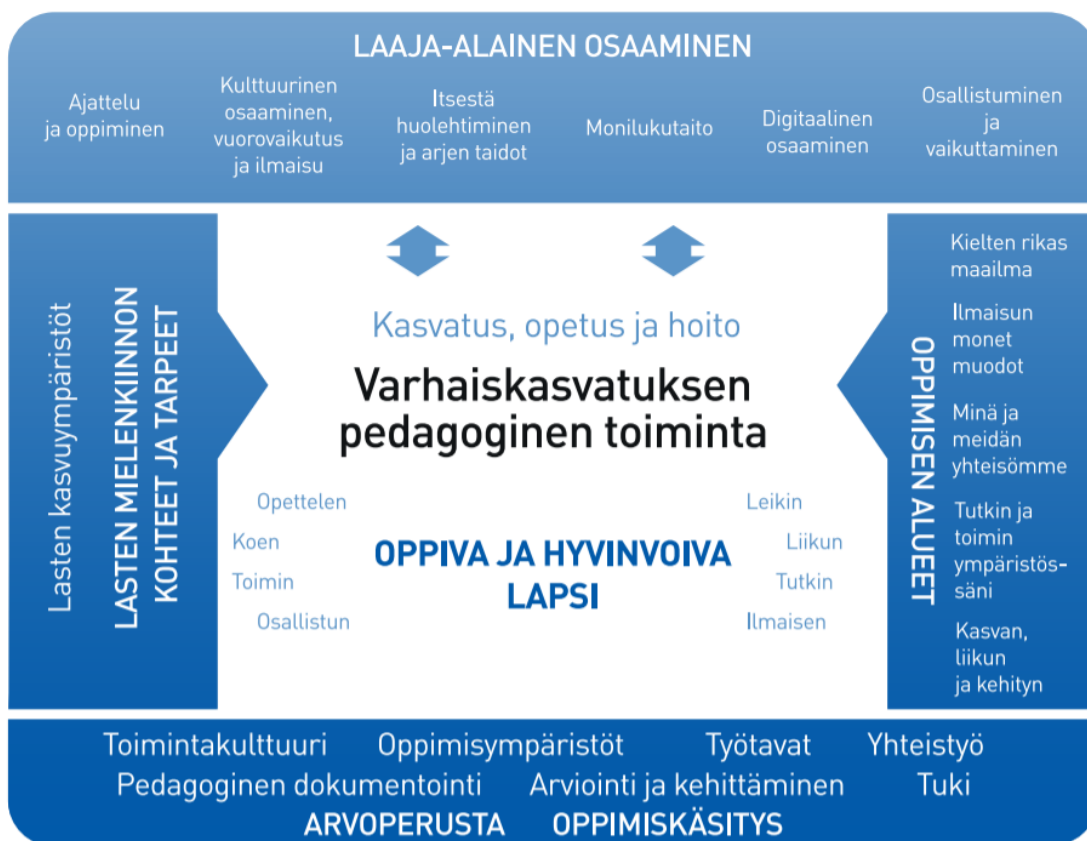 LAAJA-ALAINEN OSAAMINEN
Ajattelu
ja oppiminen
Kulttuurinen
osaaminen,
vuorovaikutus
ja ilmaisu
Itsestä
huolehtiminen
ja arjen taidot
Monilukutaito
Digitaalinen
osaaminen
Osallistuminen
ja
vaikuttaminen
Lasten kasvuympäristöt
LASTEN MIELENKIINNON
KOHTEET JA TARPEET
Kasvatus, opetus ja hoito
Varhaiskasvatuksen
pedagoginen toiminta
Opettelen
Koen
Toimin
Osallistun
OPPIVA JA HYVINVOIVA
LAPSI
Leikin
Liikun
Tutkin
Ilmaisen
OPPIMISEN ALUEET
Kielten rikas
maailma
Ilmaisun
monet
muodot
Minä ja
meidän
yhteisömme
Tutkin ja
toimin
ympäristös-
säni
Kasvan,
liikun
ja kehityn
Toimintakulttuuri Oppimisympäristöt Työtavat Yhteistyö
Pedagoginen dokumentointi Arviointi ja kehittäminen Tuki
ARVOPERUSTA OPPIMISKÄSITYS